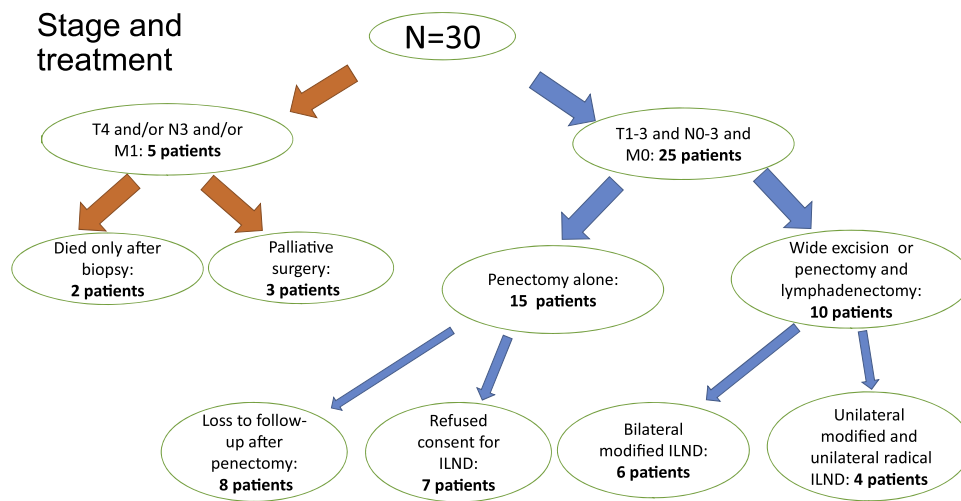 Stage and
treatment
N=30
T4 and/or N3 and/or
M1: 5 patients
T1-3 and N0-3 and
M0: 25 patients
Died only after
biopsy:
2 patients
Palliative
surgery:
3 patients
Penectomy alone:
15 patients
Wide excision or
penectomy and
lymphadenectomy:
10 patients
Loss to follow-
up after
penectomy:
8 patients
Refused
consent for
ILND:
7 patients
Bilateral
modified ILND:
6 patients
Unilateral
modified and
unilateral radical
ILND: 4 patients